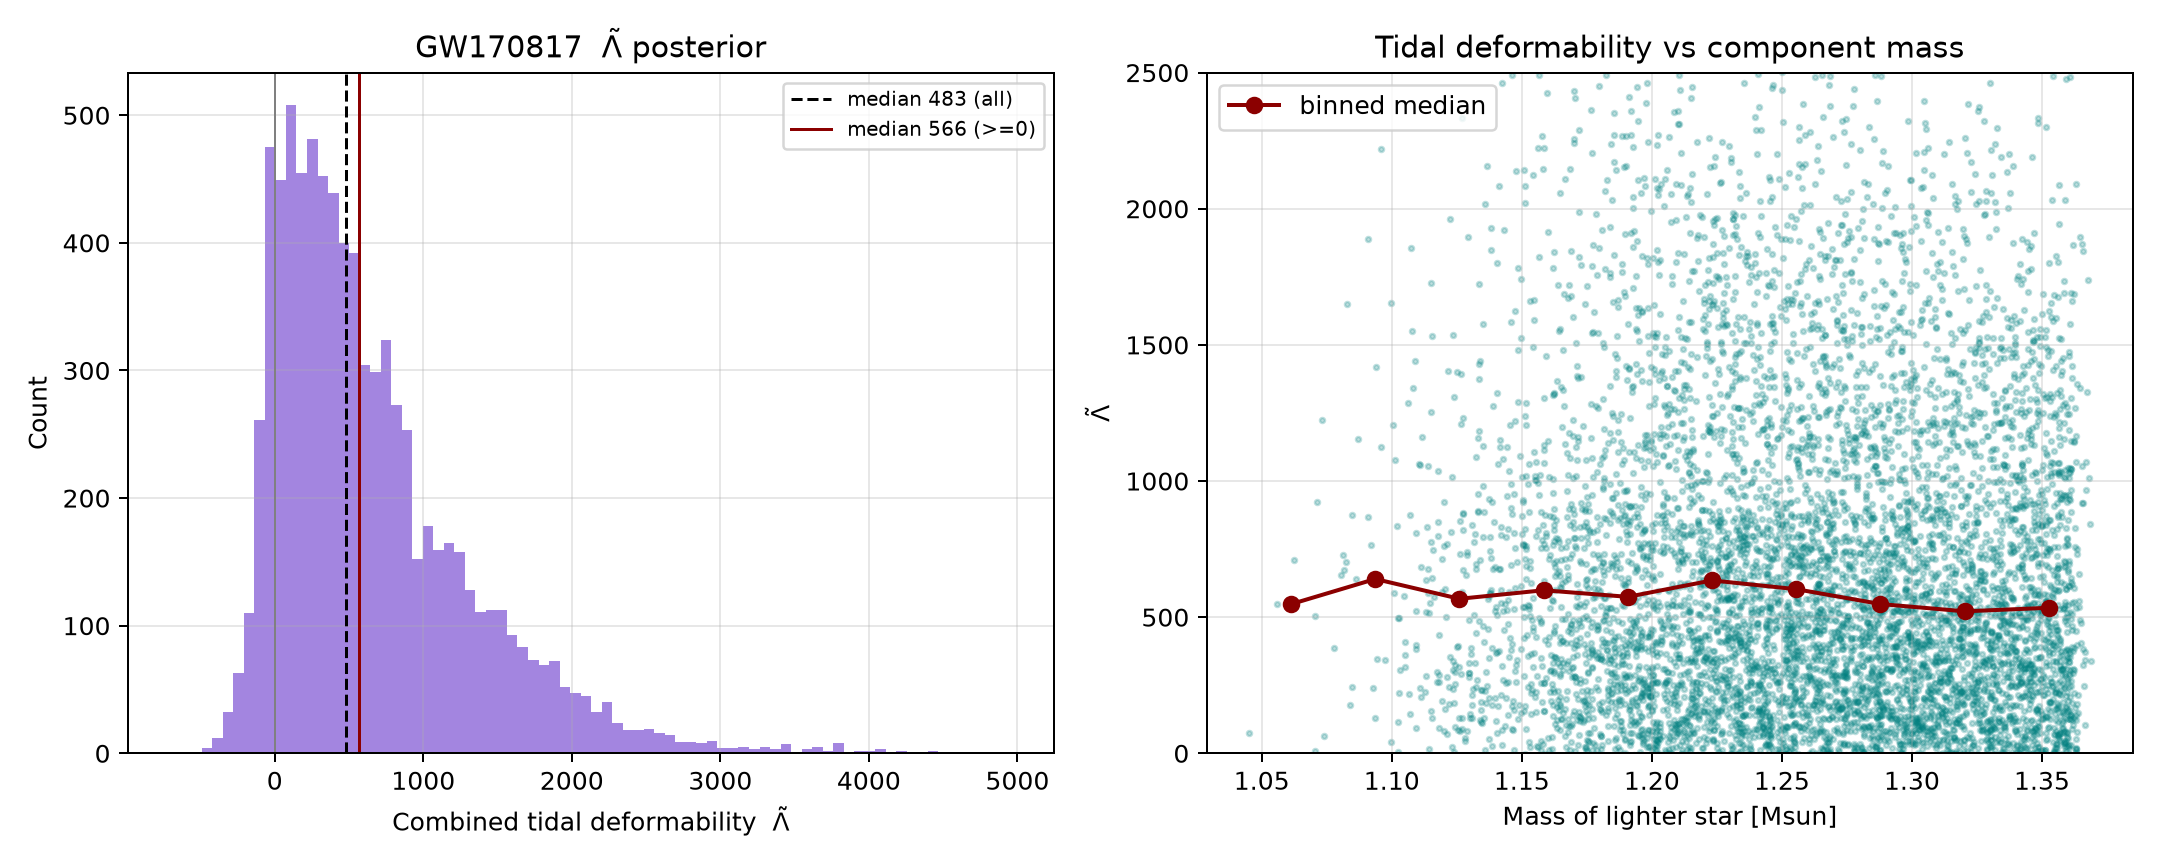 GW170817 Λ̃ posterior
median 483 (all)
median 566 (>=0)
500
400
300
200
100
0
Count
0 1000 2000 3000 4000 5000
Combined tidal deformability Λ̃
Tidal deformability vs component mass
binned median
2500
2000
1500
1000
500
0
Λ̃
1.05 1.10 1.15 1.20 1.25 1.30 1.35
Mass of lighter star [Msun]